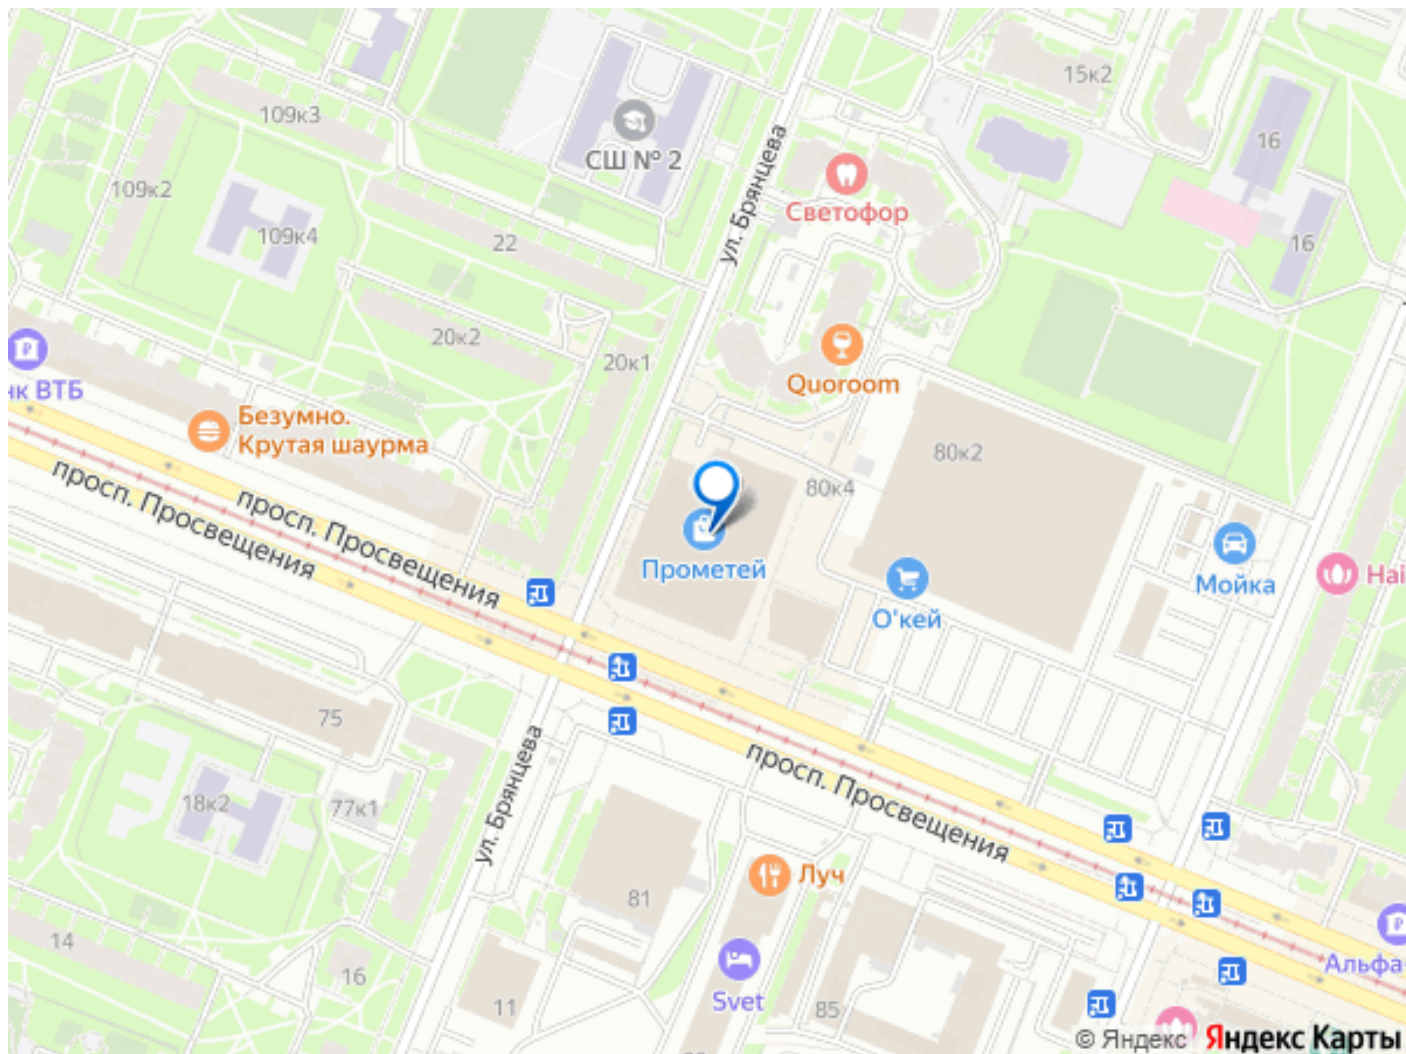 15к2
109к3
16
СШ № 2
109к2
Светофор
109к4
22
ул. Брянцева
16
20к2
20к1
нк ВТБ
Quoroom
Безумно.
Крутая шаурма
80к2
80к4
просп. Просвещения
просп. Просвещения
Прометей
О'кей
Мойка
Hai
75
ул. Брянцева
просп. Просвещения
18к2
77к1
Луч
81
14
16
Альфа-
Svet
11
85
© Яндекс Яндекс Карты